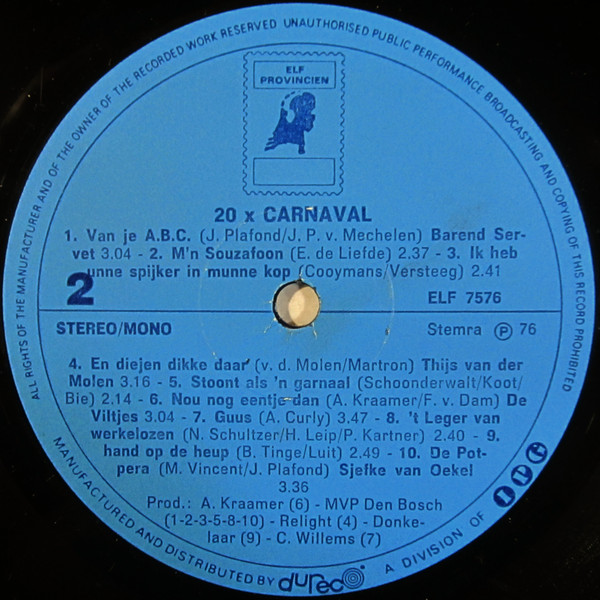 ALL RIGHTS OF THE MANUFACTURER AND OF THE OWNER OF THE RECORDED WORK RESERVED UNAUTHORISED PUBLIC PERFORMANCE BROADCASTING AND COPYING OF THIS RECORD PROHIBITED
ELF
PROVINCIEN
20 x CARNAVAL
1. Van je A.B.C. (J. Plafond/J. P. v. Mechelen) Barend Ser-
vet 3.04 - 2. M'n Souzafoon (E. de Liefde) 2.37 - 3. Ik heb
unne spijker in munne kop (Cooymans/Versteeg) 2.41
2
ELF 7576
STEREO/MONO
Stemra Ⓟ 76
4. En diejen dikke daar (v. d. Molen/Martron) Thijs van der
Molen 3.16 - 5. Stoont als 'n garnaal (Schoonderwalt/Koot/
Bie) 2.14 - 6. Nou nog eentje dan (A. Kraamer/F. v. Dam) De
Viltjes 3.04 - 7. Guus (A. Curly) 3.47 - 8. 't Leger van
werkelozen (N. Schultzer/H. Leip/P. Kartner) 2.40 - 9.
hand op de heup (B. Tinge/Luit) 2.49 - 10. De Pot-
pera (M. Vincent/J. Plafond) Sjefke van Oekel
3.36
Prod.: A. Kraamer (6) - MVP Den Bosch
(1-2-3-5-8-10) - Relight (4) - Donke-
laar (9) - C. Willems (7)
MANUFACTURED AND DISTRIBUTED BY dureco A DIVISION OF